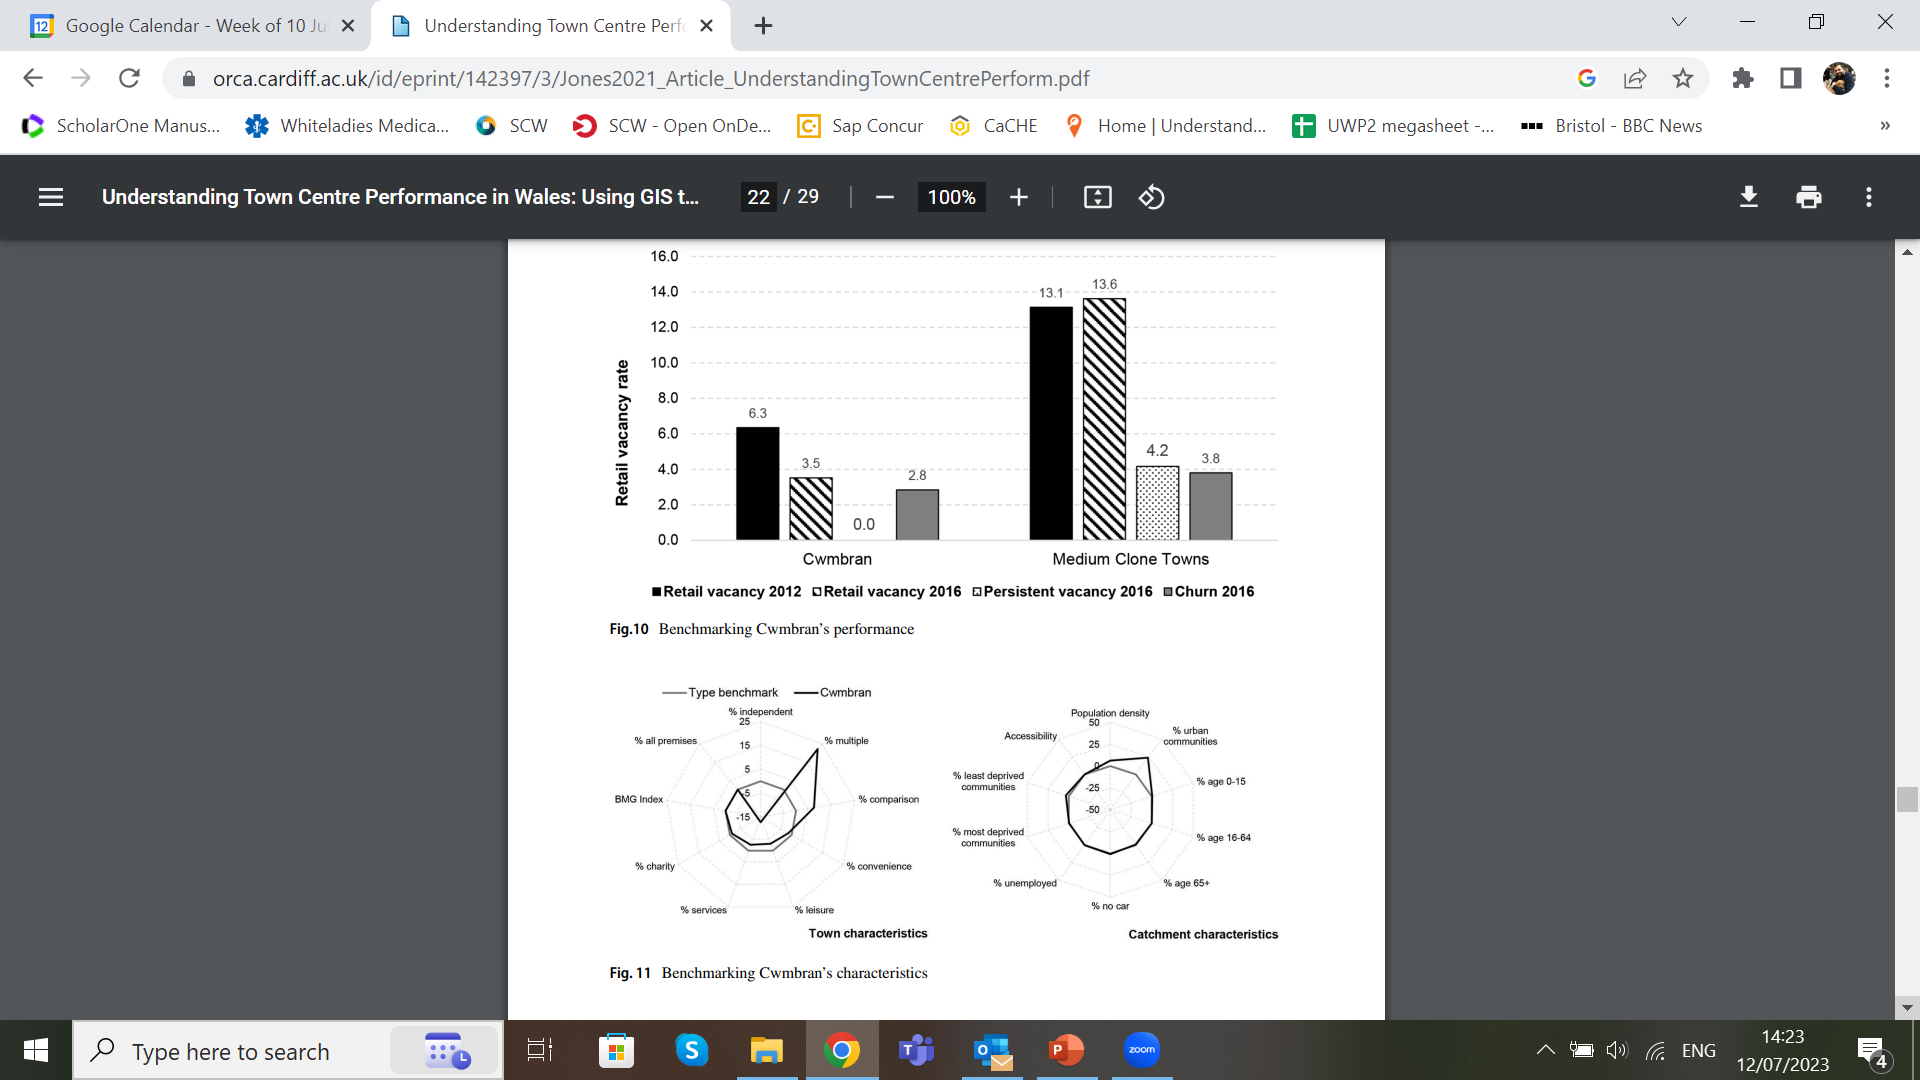 12 Google Calendar - Week of 10 Ju
Understanding Town Centre Perfo
orca.cardiff.ac.uk/id/eprint/142397/3/Jones2021_Article_UnderstandingTownCentrePerform.pdf
ScholarOne Manus... Whiteladies Medica... SCW SCW - Open OnDe... Sap Concur CaCHE Home | Understand... UWP2 megasheet -... Bristol - BBC News »
Understanding Town Centre Performance in Wales: Using GIS t... 22 / 29 100%
16.0
14.0
12.0
10.0
8.0
6.0
4.0
2.0
0.0
Retail vacancy rate
6.3
3.5
0.0
2.8
13.1
13.6
4.2
3.8
Cwmbran Medium Clone Towns
Retail vacancy 2012 Retail vacancy 2016 Persistent vacancy 2016 Churn 2016
Fig.10 Benchmarking Cwmbran's performance
Type benchmark Cwmbran
% independent
25
15
5
-5
-15
% multiple
% comparison
% convenience
% leisure
% services
% charity
BMG Index
% all premises
Town characteristics
Population density
50
25
0
-25
-50
% urban
communities
% age 0-15
% age 16-64
% age 65+
% no car
% unemployed
% most deprived
communities
% least deprived
communities
Accessibility
Catchment characteristics
Fig. 11 Benchmarking Cwmbran's characteristics
Type here to search
zoom
ENG
14:23
12/07/2023
4